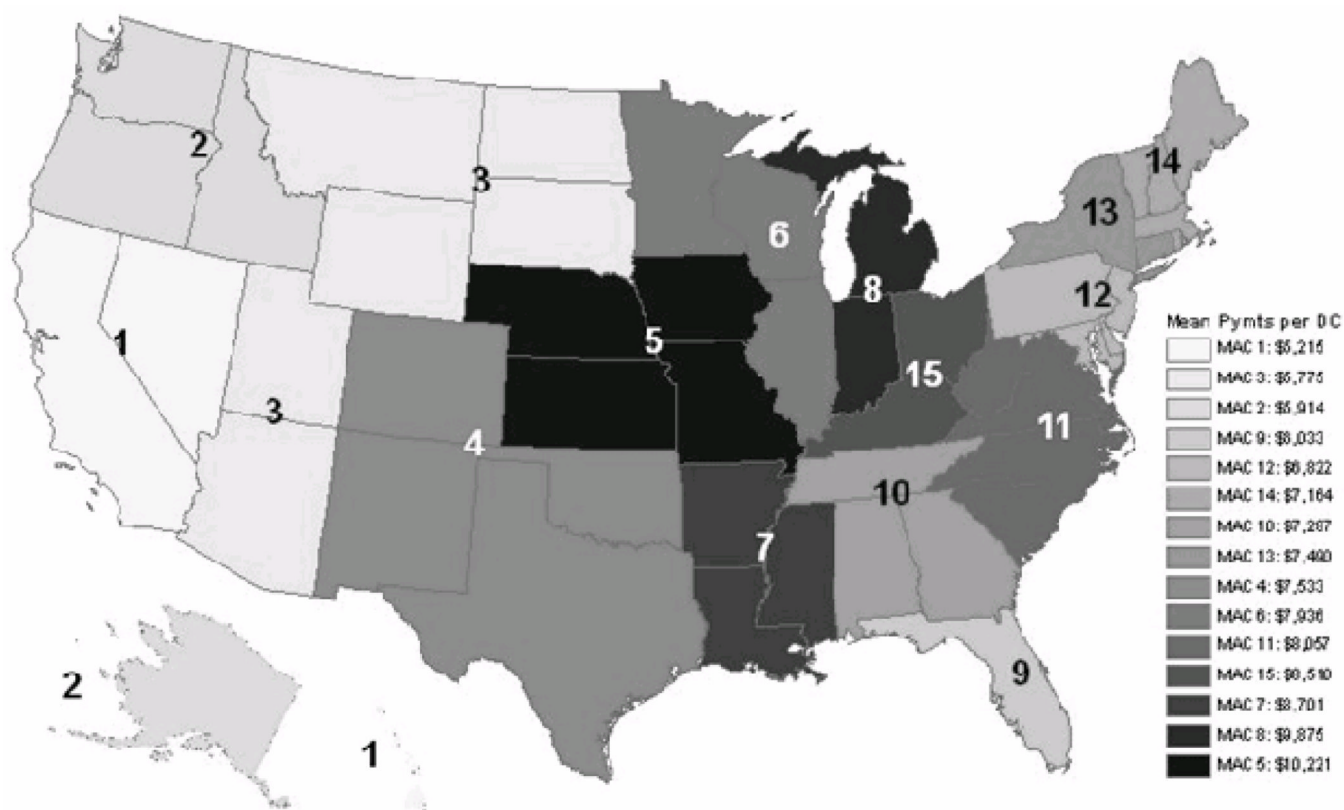 2
3
14
6
13
8
12
5
1
15
3
4
11
10
7
9
2
1
Mean Pymts per DC
MAC 1: $5,215
MAC 3: $5,775
MAC 2: $5,914
MAC 9: $6,033
MAC 12: $6,822
MAC 14: $7,164
MAC 10:
MAC 13: $7,490
MAC 4: $7,533
MAC 6: $7,936
MAC 11: $8,057
MAC 15: $8,510
MAC 7: $8,701
MAC 8: $9,875
MAC 5: $10,221